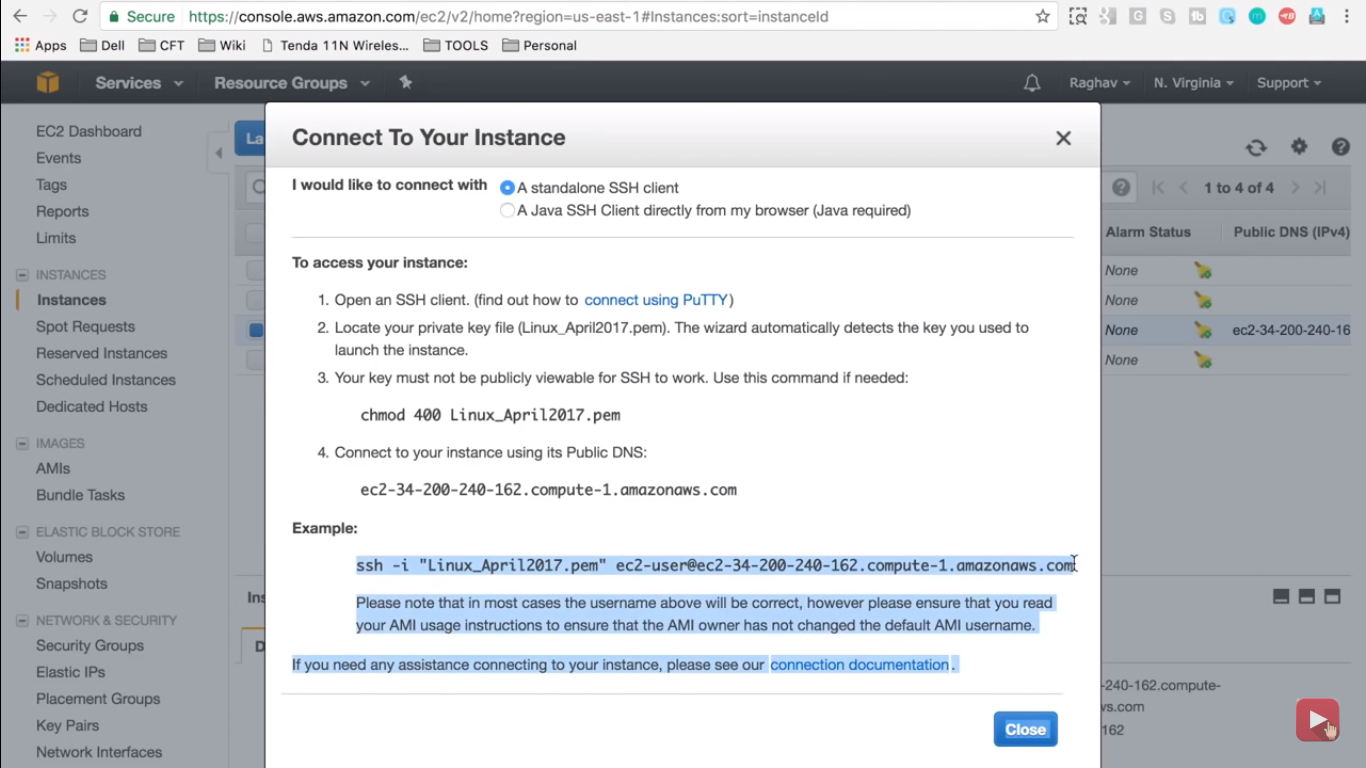 Secure https://console.aws.amazon.com/ec2/v2/home?region=us-east-1#Instances:sort=instanceId
Apps Dell CFT Wiki Tenda 11N Wireles... TOOLS Personal
Services Resource Groups Raghav N. Virginia Support
EC2 Dashboard
Events
Tags
Reports
Limits
INSTANCES
Instances
Spot Requests
Reserved Instances
Scheduled Instances
Dedicated Hosts
IMAGES
AMIs
Bundle Tasks
ELASTIC BLOCK STORE
Volumes
Snapshots
NETWORK & SECURITY
Security Groups
Elastic IPs
Placement Groups
Key Pairs
Network Interfaces
La
Connect To Your Instance
I would like to connect with A standalone SSH client
A Java SSH Client directly from my browser (Java required)
To access your instance:
1. Open an SSH client. (find out how to connect using PuTTY)
2. Locate your private key file (Linux_April2017.pem). The wizard automatically detects the key you used to
launch the instance.
3. Your key must not be publicly viewable for SSH to work. Use this command if needed:
chmod 400 Linux_April2017.pem
4. Connect to your instance using its Public DNS:
ec2-34-200-240-162.compute-1.amazonaws.com
Example:
ssh -i "Linux_April2017.pem" ec2-user@ec2-34-200-240-162.compute-1.amazonaws.com
Please note that in most cases the username above will be correct, however please ensure that you read
your AMI usage instructions to ensure that the AMI owner has not changed the default AMI username.
If you need any assistance connecting to your instance, please see our connection documentation.
Close
1 to 4 of 4
Alarm Status Public DNS (IPv4)
None
None
None ec2-34-200-240-16
None
Ins
D
-240-162.compute-
ws.com
162